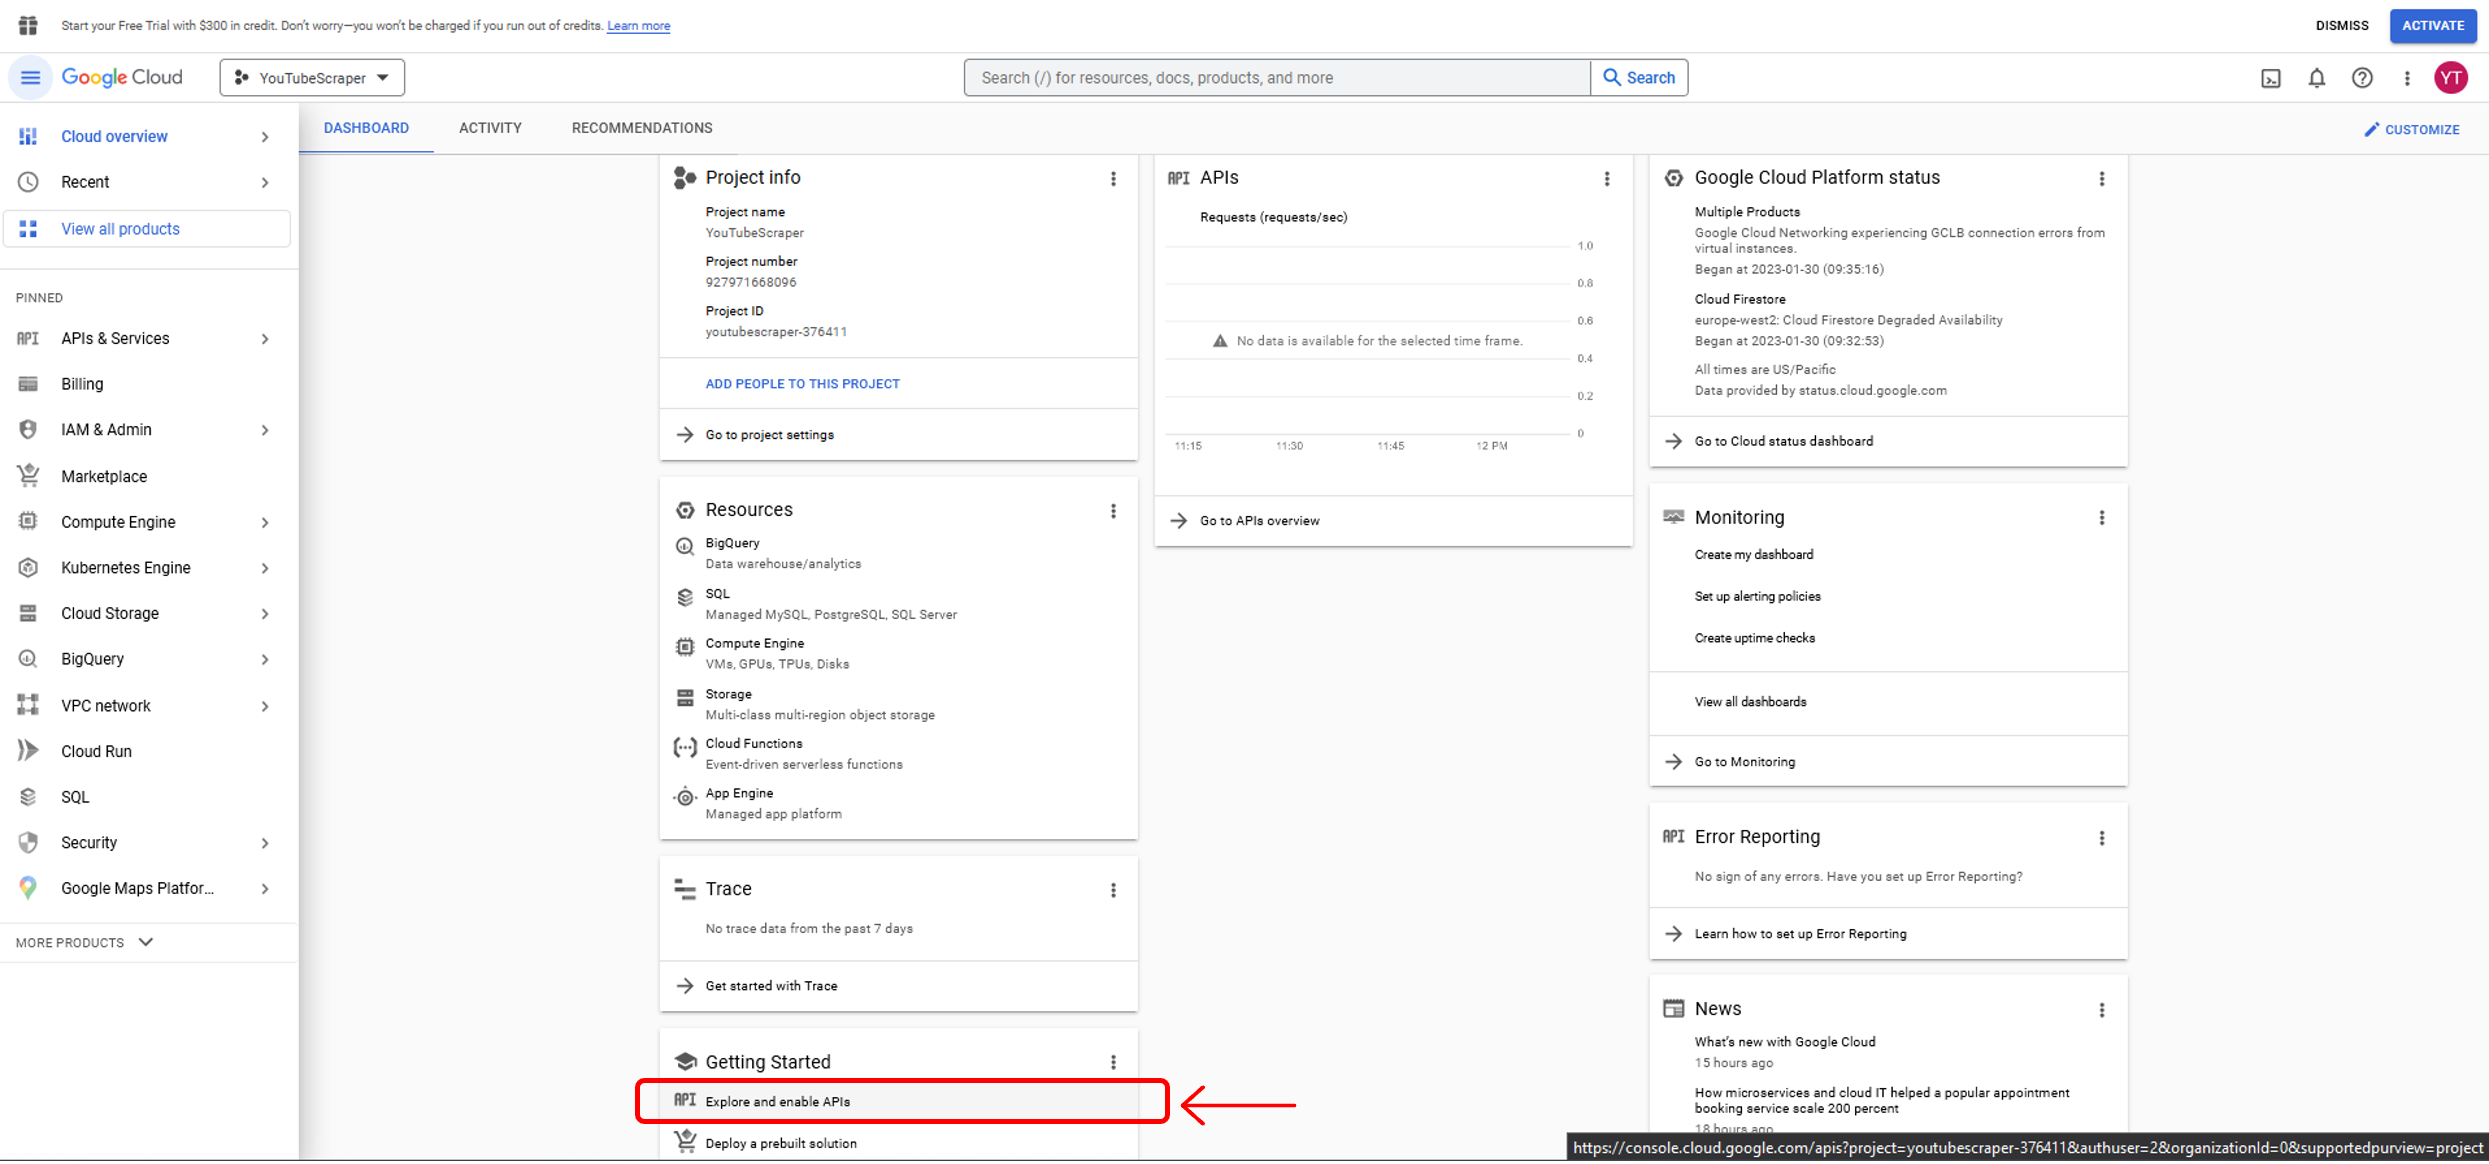 Start your Free Trial with $300 in credit. Don't worry—you won't be charged if you run out of credits. Learn more
DISMISS
ACTIVATE
Google Cloud
YouTubeScraper
Search (/) for resources, docs, products, and more
Search
YT
Cloud overview
Recent
View all products
PINNED
API APIs & Services
Billing
IAM & Admin
Marketplace
Compute Engine
Kubernetes Engine
Cloud Storage
BigQuery
VPC network
Cloud Run
SQL
Security
Google Maps Platfor...
MORE PRODUCTS
DASHBOARD
ACTIVITY
RECOMMENDATIONS
CUSTOMIZE
Project info
Project name
YouTubeScraper
Project number
927971668096
Project ID
youtubescraper-376411
ADD PEOPLE TO THIS PROJECT
Go to project settings
Resources
BigQuery
Data warehouse/analytics
SQL
Managed MySQL, PostgreSQL, SQL Server
Compute Engine
VMs, GPUs, TPUs, Disks
Storage
Multi-class multi-region object storage
Cloud Functions
Event-driven serverless functions
App Engine
Managed app platform
Trace
No trace data from the past 7 days
Get started with Trace
Getting Started
API Explore and enable APIs
Deploy a prebuilt solution
API APIs
Requests (requests/sec)
1.0
0.8
0.6
No data is available for the selected time frame.
0.4
0.2
0
11:15
11:30
11:45
12 PM
Go to APIs overview
Google Cloud Platform status
Multiple Products
Google Cloud Networking experiencing GCLB connection errors from
virtual instances.
Began at 2023-01-30 (09:35:16)
Cloud Firestore
europe-west2: Cloud Firestore Degraded Availability
Began at 2023-01-30 (09:32:53)
All times are US/Pacific
Data provided by status.cloud.google.com
Go to Cloud status dashboard
Monitoring
Create my dashboard
Set up alerting policies
Create uptime checks
View all dashboards
Go to Monitoring
API Error Reporting
No sign of any errors. Have you set up Error Reporting?
Learn how to set up Error Reporting
News
What's new with Google Cloud
15 hours ago
How microservices and cloud IT helped a popular appointment
booking service scale 200 percent
18 hours ago
https://console.cloud.google.com/apis?project=youtubescraper-376411&authuser=2&organizationId=0&supportedpurview=project